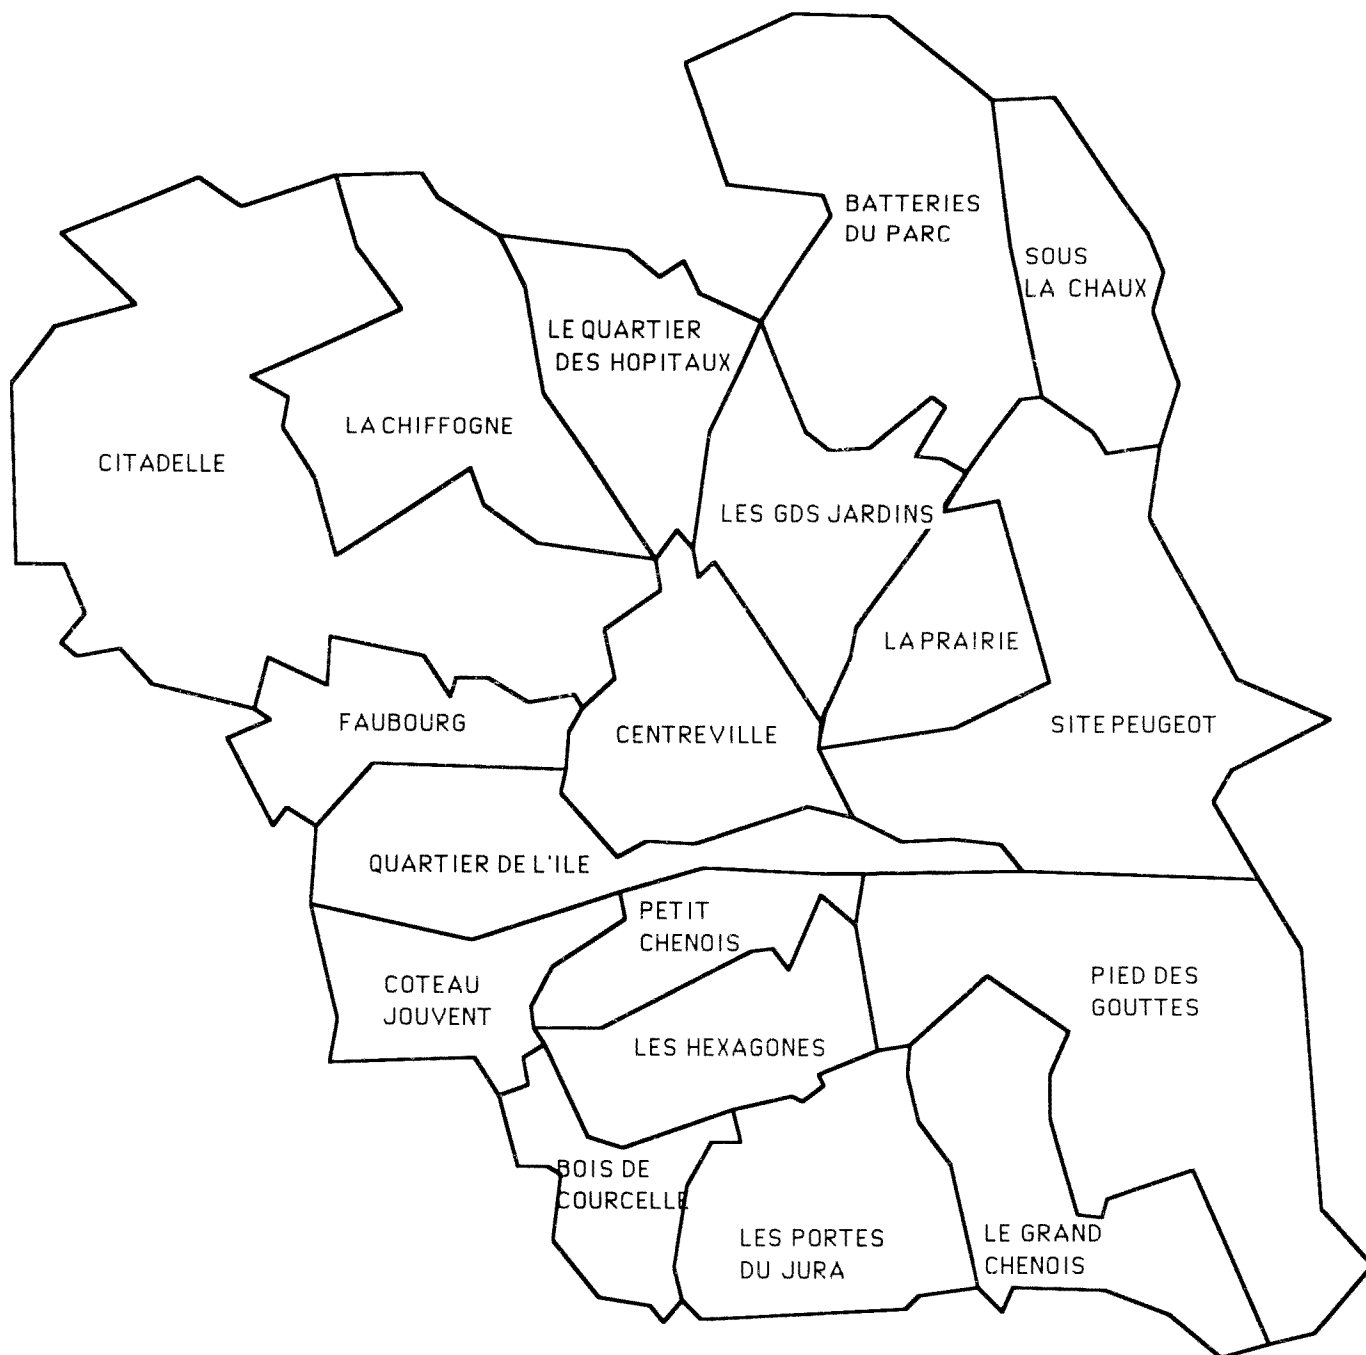 BATTERIES
DU PARC
SOUS
LA CHAUX
LE QUARTIER
DES HOPITAUX
LA CHIFFOGNE
CITADELLE
LES GDS JARDINS
LA PRAIRIE
FAUBOURG
CENTREVILLE
SITE PEUGEOT
QUARTIER DE L'ILE
PETIT
CHENOIS
COTEAU
JOUVENT
PIED DES
GOUTTES
LES HEXAGONES
BOIS DE
COURCELLE
LES PORTES
DU JURA
LE GRAND
CHENOIS